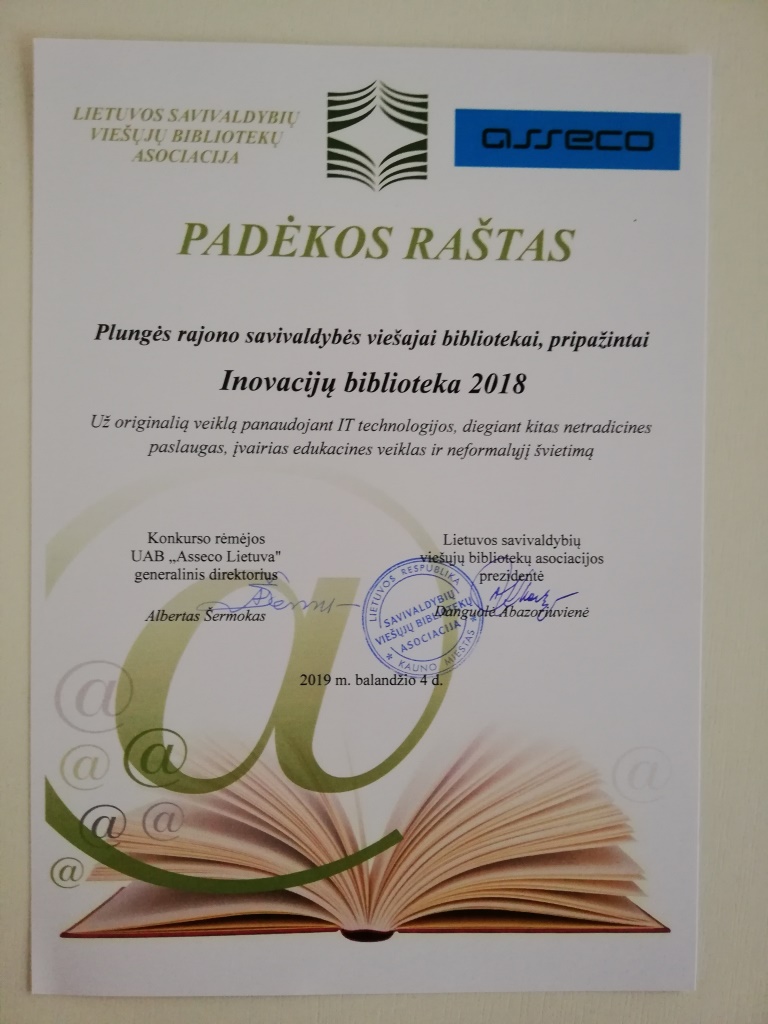 LIETUVOS SAVIVALDYBIŲ
VIEŠŲJŲ BIBLIOTEKŲ
ASOCIACIJA
asseco
PADĖKOS RAŠTAS
Plungės rajono savivaldybės viešajai bibliotekai, pripažintai
Inovacijų biblioteka 2018
Už originalią veiklą panaudojant IT technologijos, diegiant kitas netradicines
paslaugas, įvairias edukacines veiklas ir neformalųjį švietimą
Konkurso rėmėjos
UAB „Asseco Lietuva"
generalinis direktorius
Albertas Šermokas
Lietuvos savivaldybių
viešųjų bibliotekų asociacijos
prezidentė
Danguolė Abazoriuvienė
LIETUVOS RESPUBLIKA
SAVIVALDYBIŲ
VIEŠŲJŲ BIBLIOTEKŲ
ASOCIACIJA
* KAUNO MIESTAS *
2019 m. balandžio 4 d.
@
@
@
@
@
@
@
@